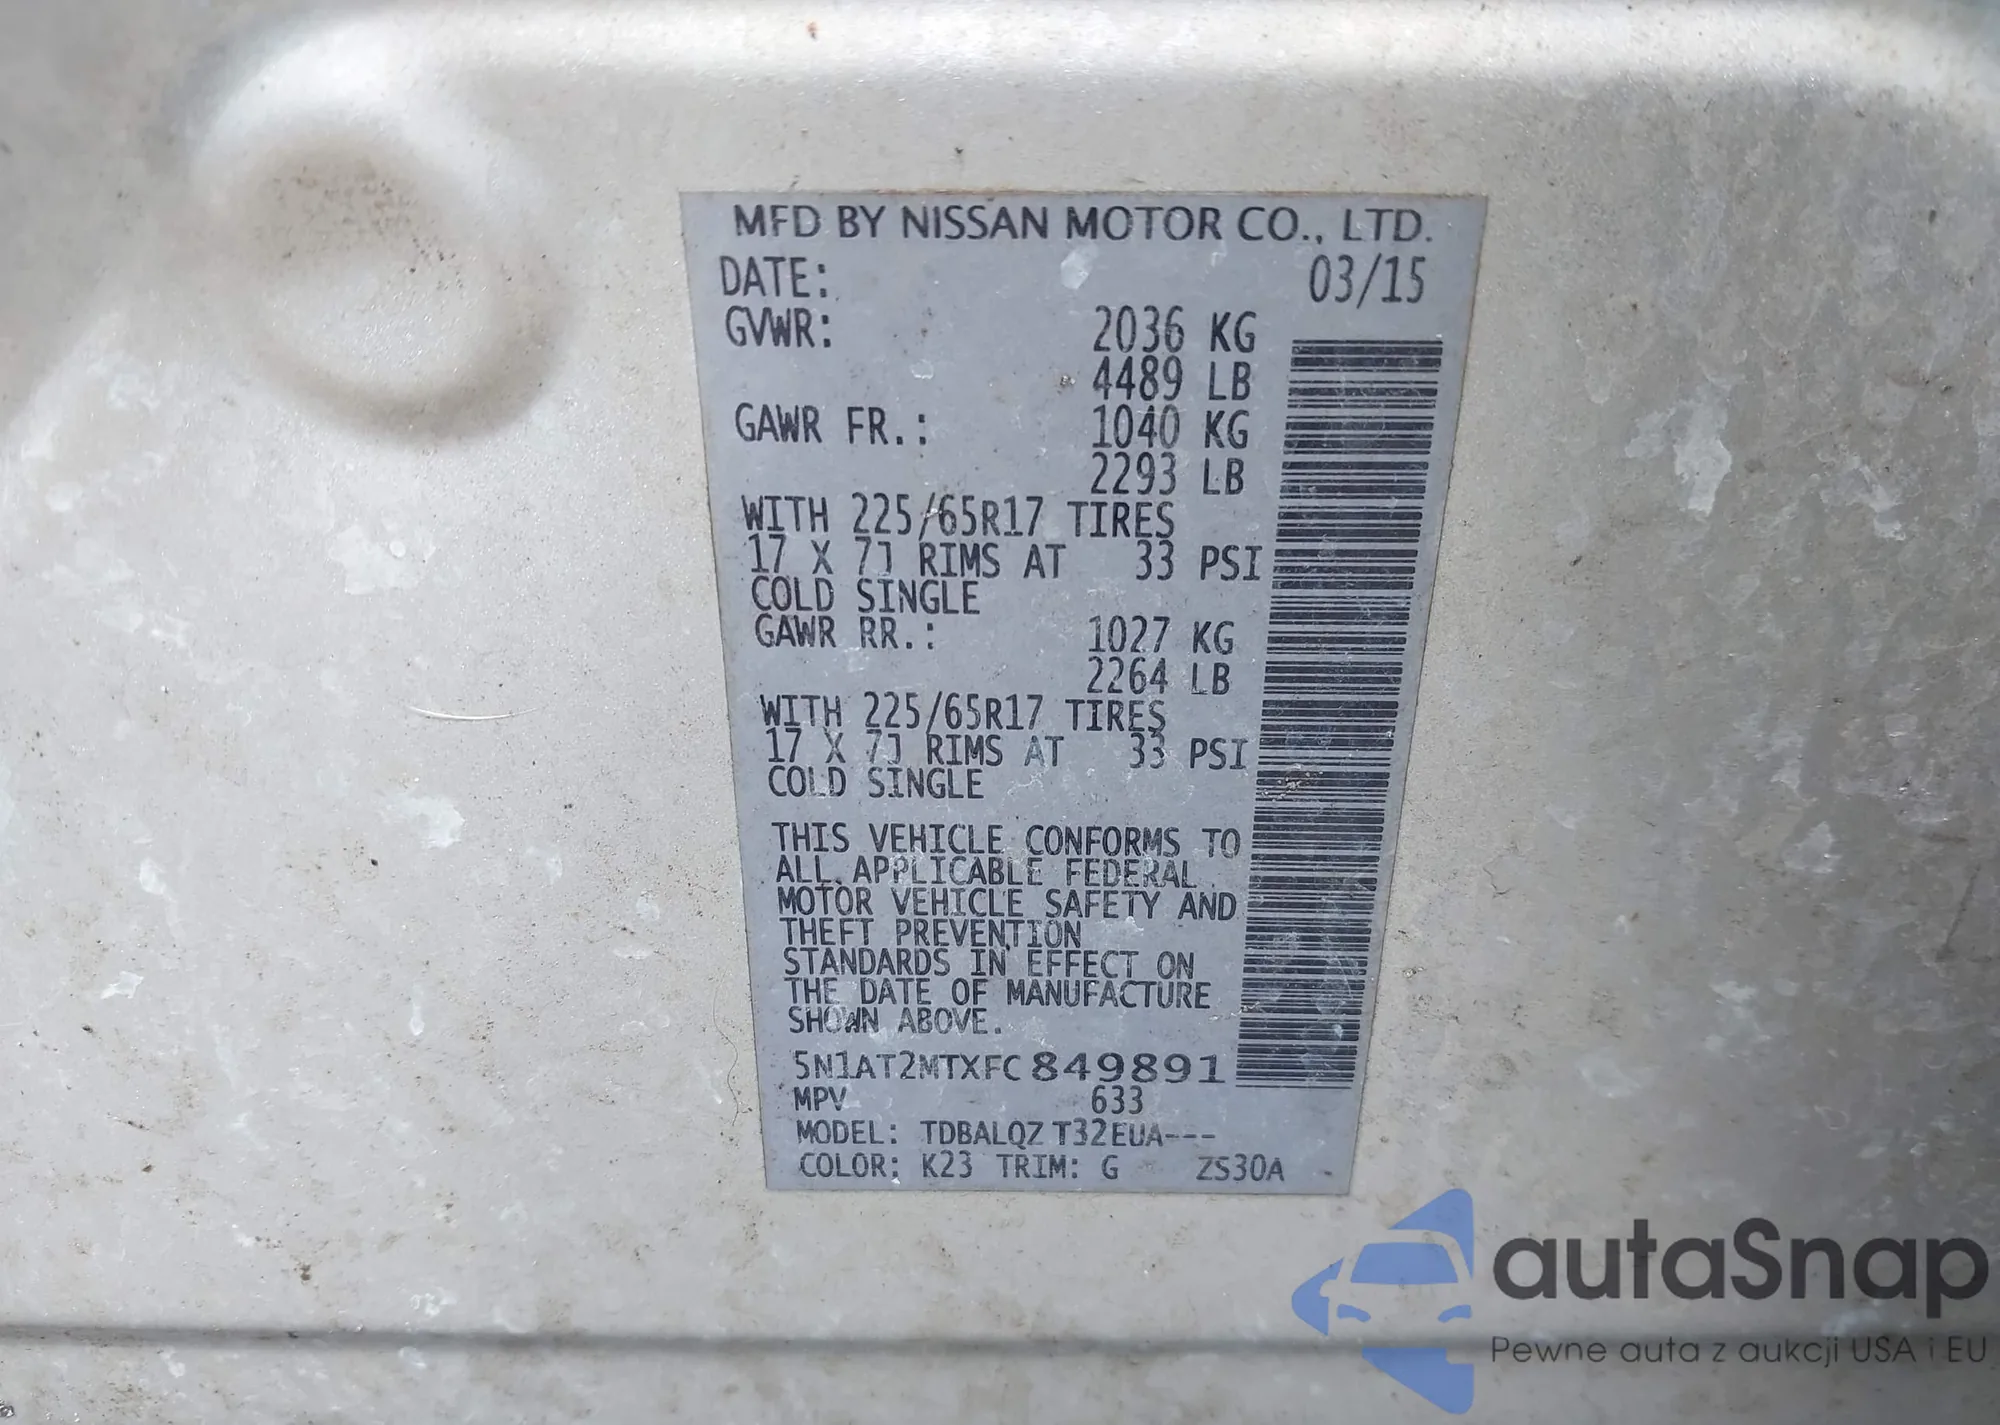 MFD BY NISSAN MOTOR CO., LTD.
DATE: 03/15
GVWR: 2036 KG
4489 LB
GAWR FR.: 1040 KG
2293 LB
WITH 225/65R17 TIRES
17 X 7J RIMS AT 33 PSI
COLD SINGLE
GAWR RR.: 1027 KG
2264 LB
WITH 225/65R17 TIRES
17 X 7J RIMS AT 33 PSI
COLD SINGLE
THIS VEHICLE CONFORMS TO
ALL APPLICABLE FEDERAL
MOTOR VEHICLE SAFETY AND
THEFT PREVENTION
STANDARDS IN EFFECT ON
THE DATE OF MANUFACTURE
SHOWN ABOVE.
5N1AT2MTXFC849891
MPV 633
MODEL: TDBALQZ T32EUA---
COLOR: K23 TRIM: G ZS30A
autaSnap
Pewne auta z aukcji USA i EU